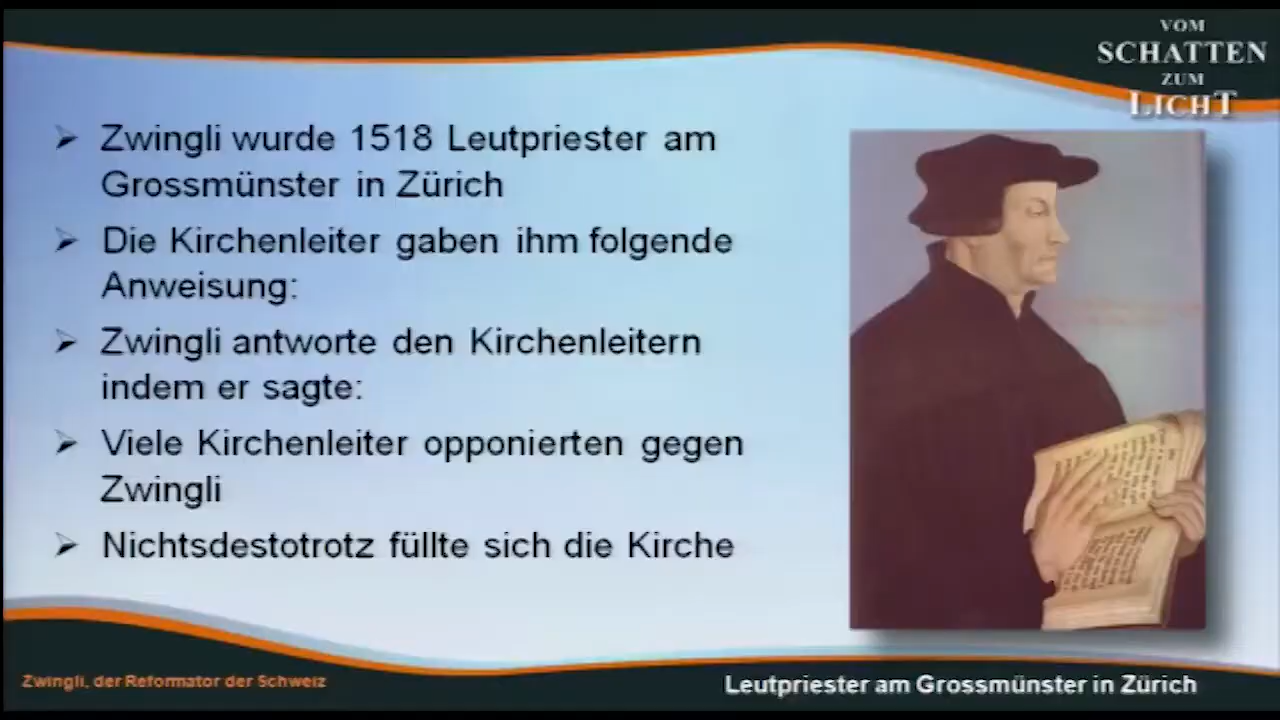 VOM
SCHATTEN
ZUM
LICHT
Zwingli wurde 1518 Leutpriester am
Grossmünster in Zürich
Die Kirchenleiter gaben ihm folgende
Anweisung:
Zwingli antworte den Kirchenleitern
indem er sagte:
Viele Kirchenleiter opponierten gegen
Zwingli
Nichtsdestotrotz füllte sich die Kirche
Zwingli, der Reformator der Schweiz
Leutpriester am Grossmünster in Zürich